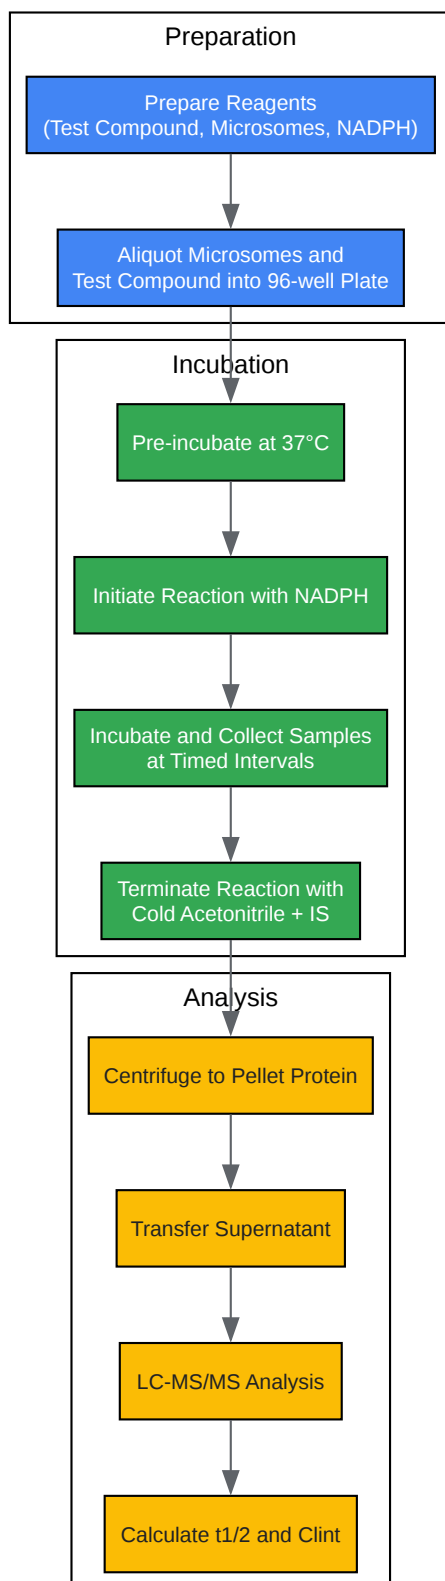 Preparation
Prepare Reagents
(Test Compound, Microsomes, NADPH)
Aliquot Microsomes and
Test Compound into 96-well Plate
Incubation
Pre-incubate at 37°C
Initiate Reaction with NADPH
Incubate and Collect Samples
at Timed Intervals
Terminate Reaction with
Cold Acetonitrile + IS
Analysis
Centrifuge to Pellet Protein
Transfer Supernatant
LC-MS/MS Analysis
Calculate t1/2 and Clint